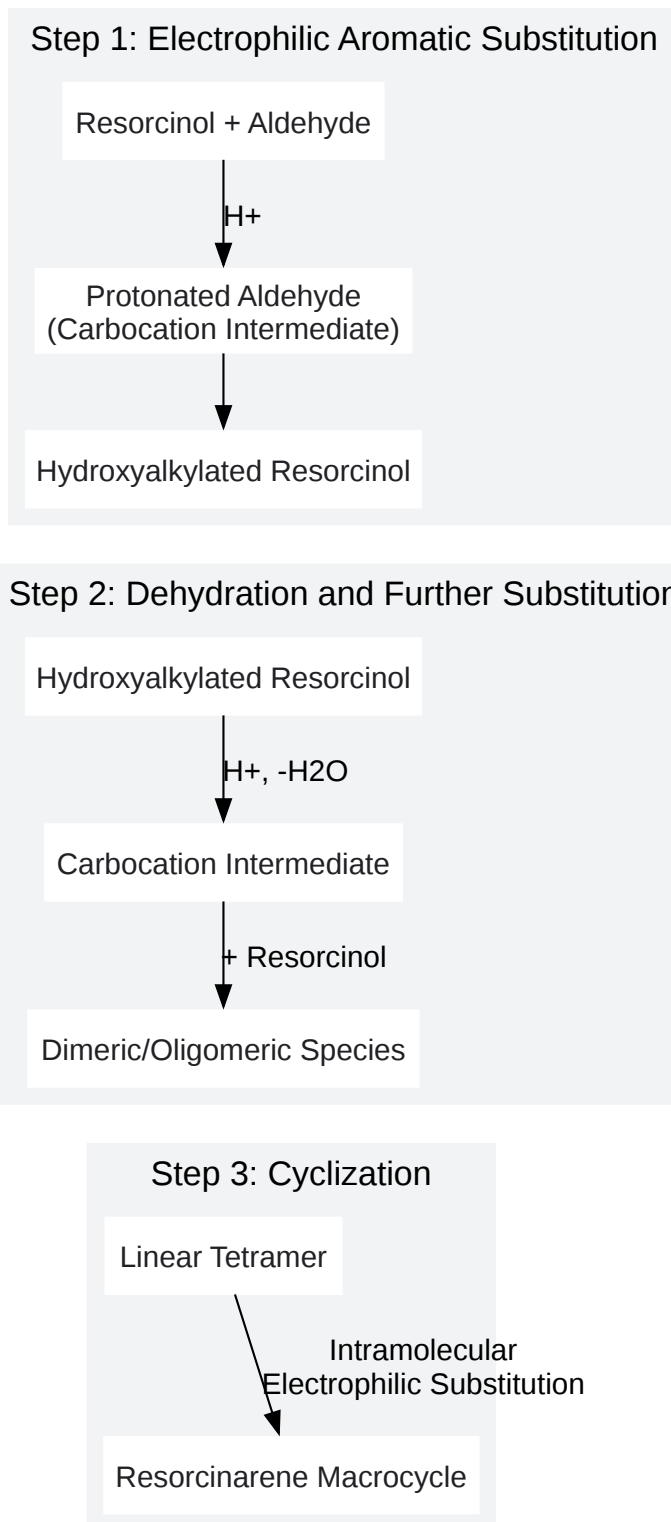 Step 1: Electrophilic Aromatic Substitution
Resorcinol + Aldehyde
H+
Protonated Aldehyde
(Carbocation Intermediate)
Hydroxyalkylated Resorcinol
Step 2: Dehydration and Further Substitution
Hydroxyalkylated Resorcinol
H+, -H2O
Carbocation Intermediate
+ Resorcinol
Dimeric/Oligomeric Species
Step 3: Cyclization
Linear Tetramer
Intramolecular
Electrophilic Substitution
Resorcinarene Macrocycle